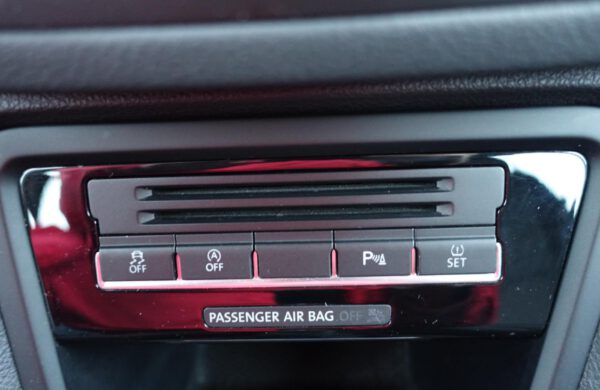 OFF
A
OFF
P
SET
PASSENGER AIR BAG OFF